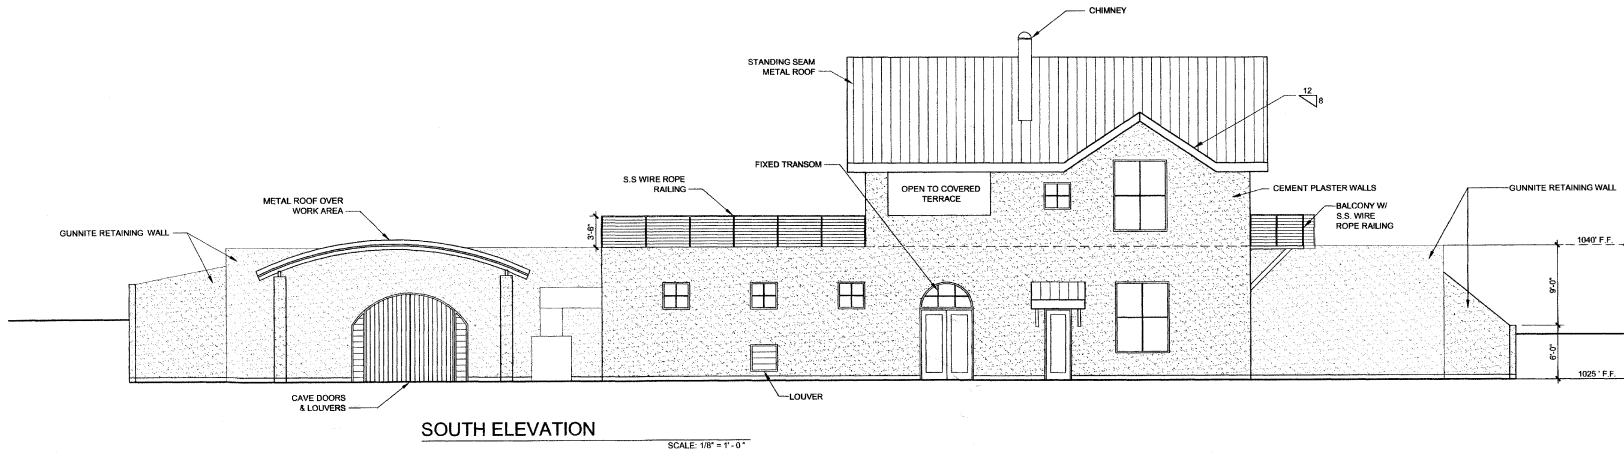 CHIMNEY
STANDING SEAM
METAL ROOF
12
8
FIXED TRANSOM
S.S WIRE ROPE
RAILING
OPEN TO COVERED
TERRACE
CEMENT PLASTER WALLS
GUNNITE RETAINING WALL
METAL ROOF OVER
WORK AREA
BALCONY W/
S.S. WIRE
ROPE RAILING
GUNNITE RETAINING WALL
3'-6"
1040' F.F.
9'-0"
6'-0"
1025 ' F.F.
CAVE DOORS
& LOUVERS
LOUVER
SOUTH ELEVATION
SCALE: 1/8" = 1' - 0 "